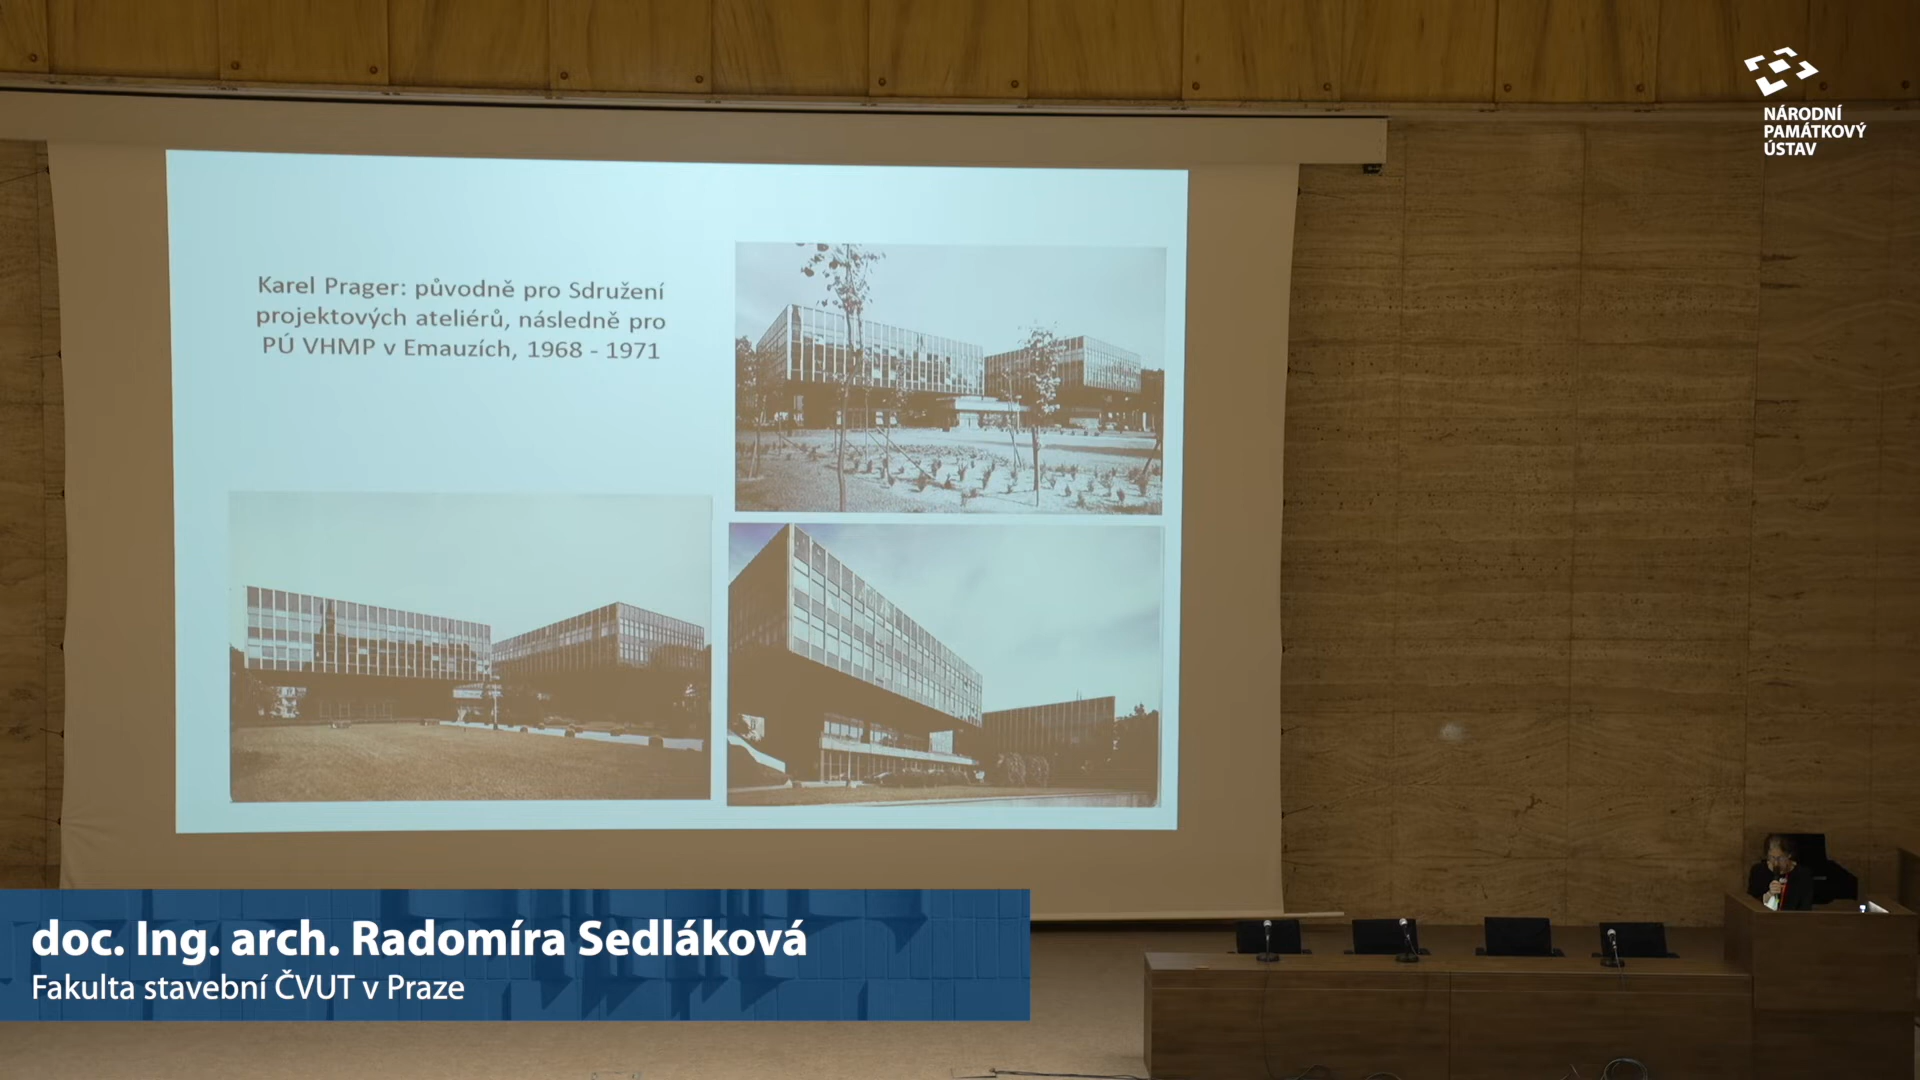 NÁRODNÍ
PAMÁTKOVÝ
ÚSTAV
Karel Prager: původně pro Sdružení
projektových ateliérů, následně pro
PÚ VHMP v Emauzích, 1968 - 1971
doc. Ing. arch. Radomíra Sedláková
Fakulta stavební ČVUT v Praze